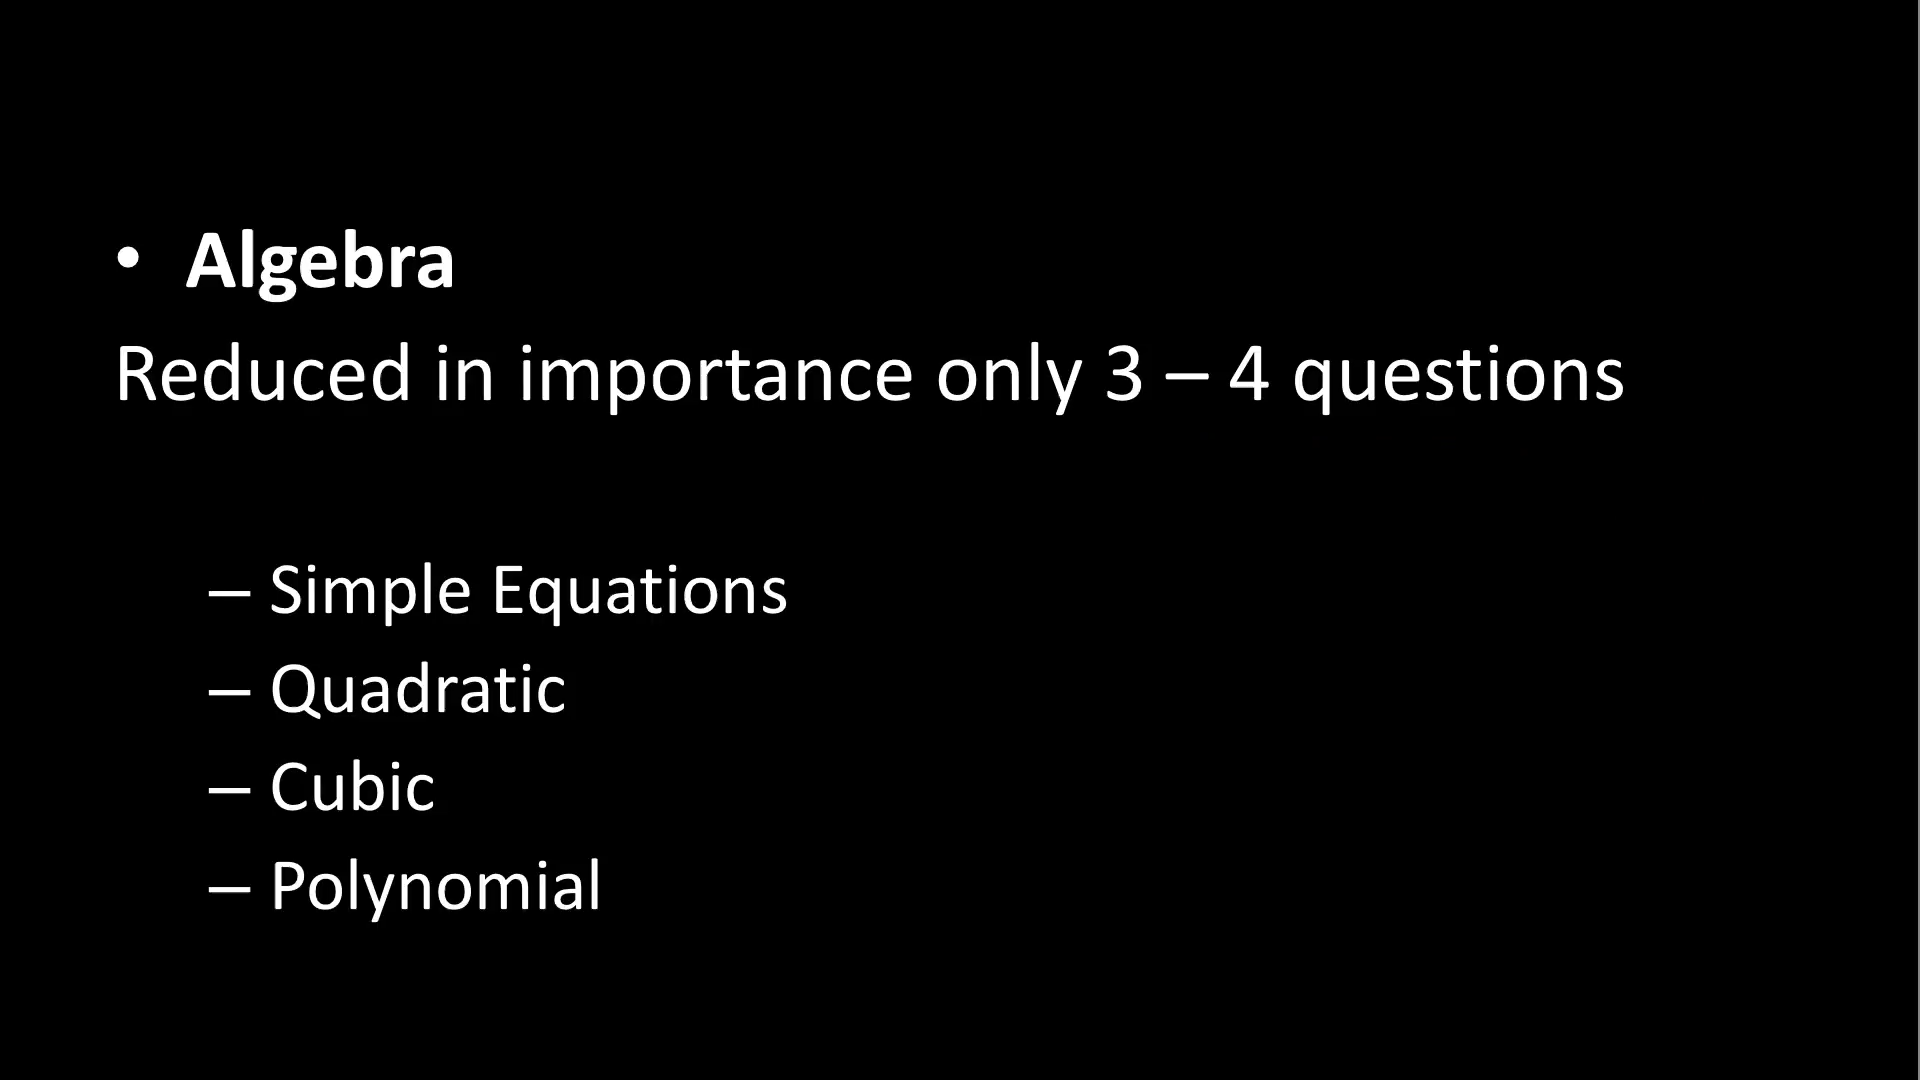 • Algebra
Reduced in importance only 3 – 4 questions
– Simple Equations
– Quadratic
– Cubic
– Polynomial